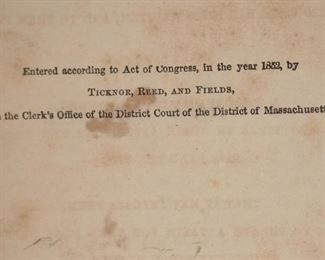 Entered according to Act of Congress, in the year 1852, by
TICKNOR, REED, AND FIELDS,
the Clerk's Office of the District Court of the District of Massachusett